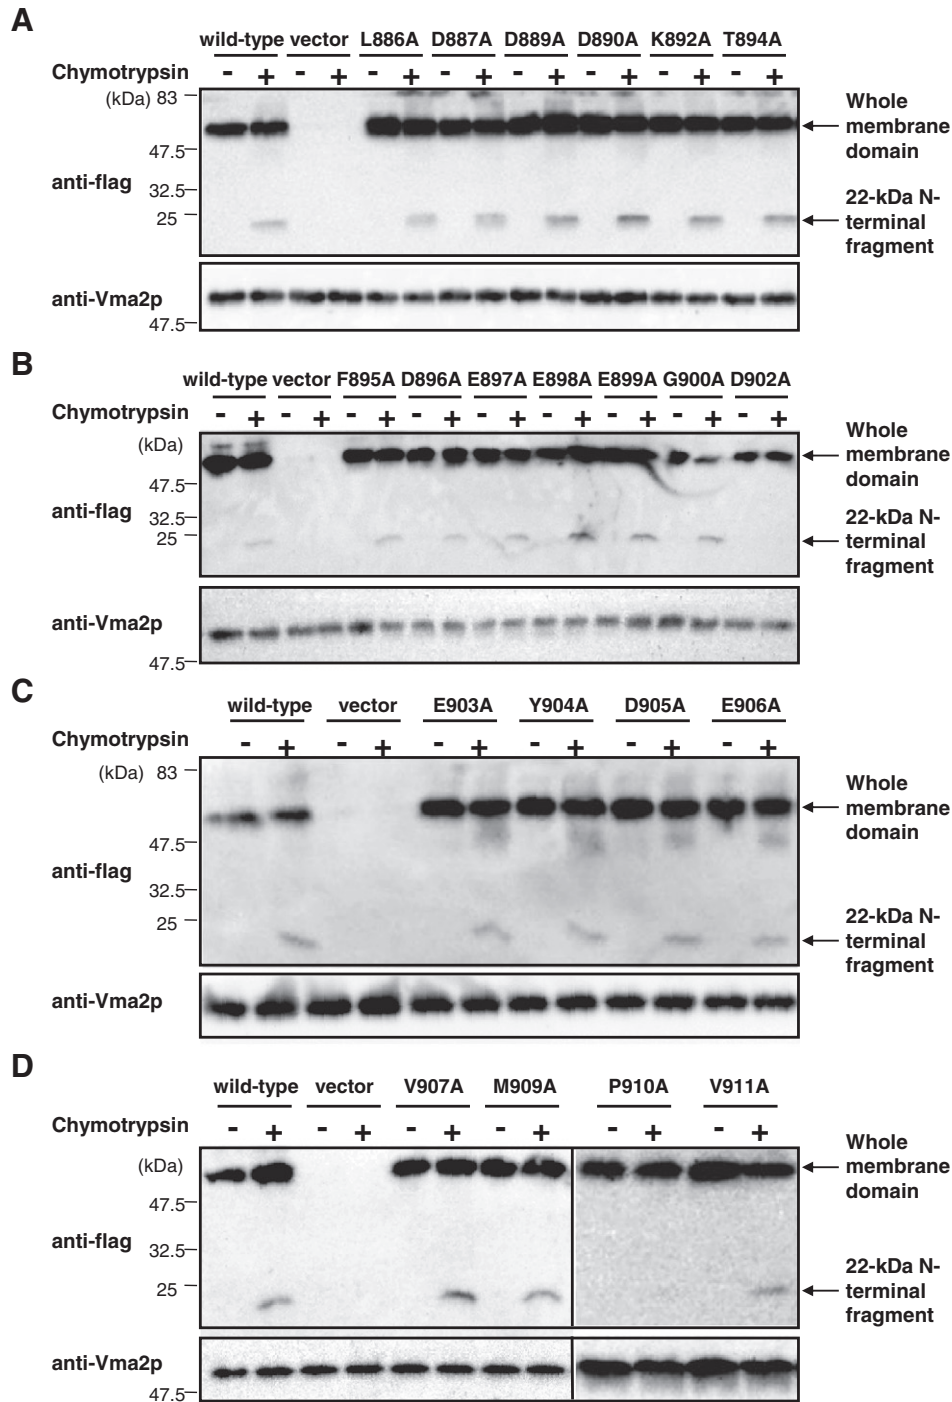 A
wild-type vector L886A D887A D889A D890A K892A T894A
Chymotrypsin - + - + - + - + - + - + - + - +
(kDa) 83
Whole
membrane
domain
47.5
anti-flag
32.5
25
22-kDa N-
terminal
fragment
anti-Vma2p
47.5
B
wild-type vector F895A D896A E897A E898A E899A G900A D902A
Chymotrypsin - + - + - + - + - + - + - + - + - +
(kDa)
Whole
membrane
domain
47.5
anti-flag
32.5
25
22-kDa N-
terminal
fragment
anti-Vma2p
47.5
C
wild-type vector E903A Y904A D905A E906A
Chymotrypsin - + - + - + - + - + - +
(kDa) 83
Whole
membrane
domain
47.5
anti-flag
32.5
25
22-kDa N-
terminal
fragment
anti-Vma2p
D
wild-type vector V907A M909A P910A V911A
Chymotrypsin - + - + - + - + - + - +
(kDa)
Whole
membrane
domain
47.5
anti-flag
32.5
25
22-kDa N-
terminal
fragment
anti-Vma2p
47.5